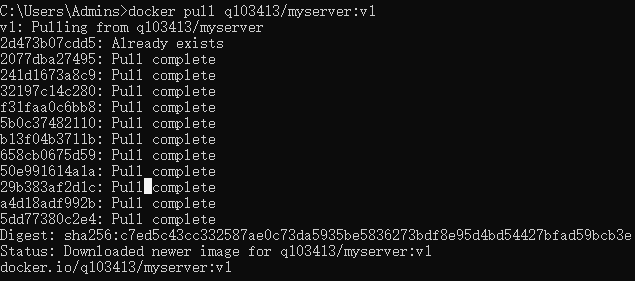 C:\Users\Admins>docker pull q103413/myserver:v1
v1: Pulling from q103413/myserver
2d473b07cdd5: Already exists
2077dba27495: Pull complete
241d1673a8c9: Pull complete
32197c14c280: Pull complete
f31faa0c6bb8: Pull complete
5b0c37482110: Pull complete
b13f04b3711b: Pull complete
658cb0675d59: Pull complete
50e991614a1a: Pull complete
29b383af2d1c: Pull complete
a4d18adf992b: Pull complete
5dd77380c2e4: Pull complete
Digest: sha256:c7ed5c43cc332587ae0c73da5935be5836273bdf8e95d4bd54427bfad59bcb3e
Status: Downloaded newer image for q103413/myserver:v1
docker.io/q103413/myserver:v1